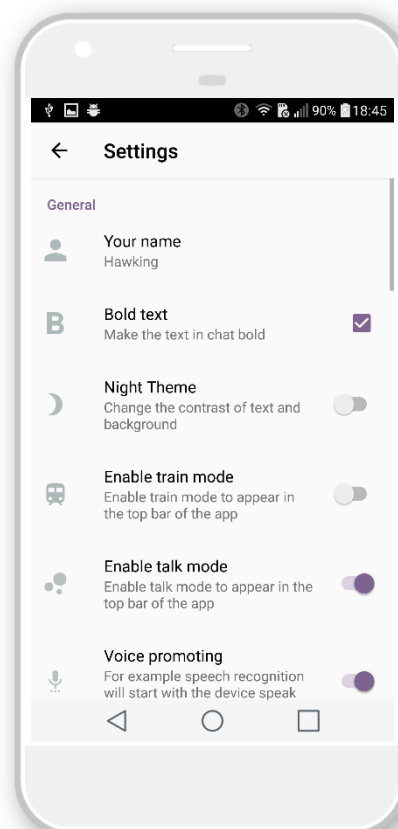 90% 18:45
Settings
General
Your name
Hawking
B
Bold text
Make the text in chat bold
Night Theme
Change the contrast of text and
background
Enable train mode
Enable train mode to appear in
the top bar of the app
Enable talk mode
Enable talk mode to appear in the
top bar of the app
Voice promoting
For example speech recognition
will start with the device speak